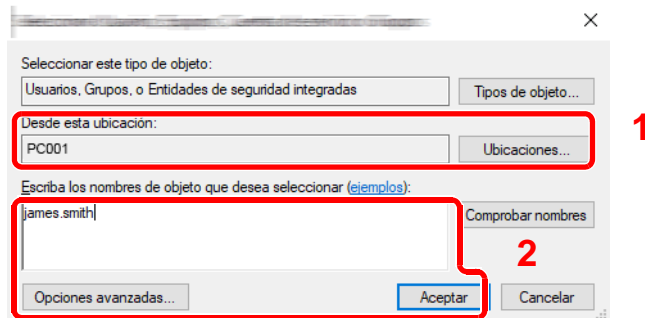 Seleccionar este tipo de objeto:
Usuarios, Grupos, o Entidades de seguridad integradas
Tipos de objeto...
Desde esta ubicación:
1
PC001
Ubicaciones...
Escriba los nombres de objeto que desea seleccionar (ejemplos):
james.smith
Comprobar nombres
2
Opciones avanzadas...
Aceptar
Cancelar